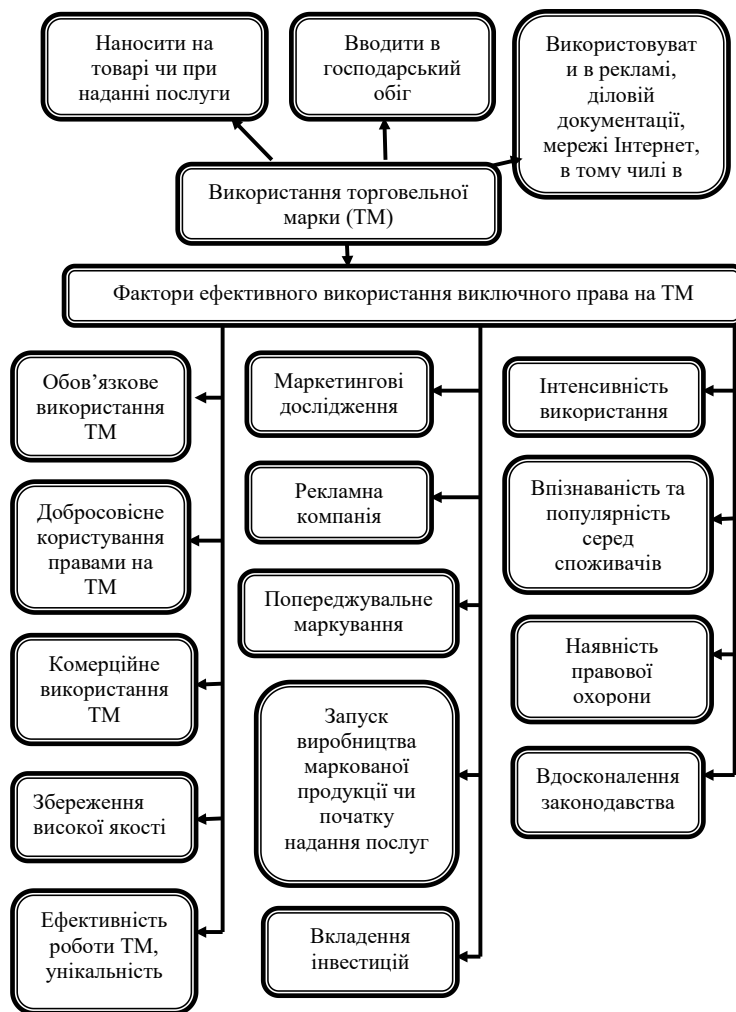 Наносити на
товарі чи при
наданні послуги
Вводити в
господарський
обіг
Використовуват
и в рекламі,
діловій
документації,
мережі Інтернет,
в тому чилі в
Використання торговельної
марки (ТМ)
Фактори ефективного використання виключного права на ТМ
Обов’язкове
використання
ТМ
Добросовісне
користування
правами на
ТМ
Комерційне
використання
ТМ
Збереження
високої якості
Ефективність
роботи ТМ,
унікальність
Маркетингові
дослідження
Рекламна
компанія
Попереджувальне
маркування
Запуск
виробництва
маркованої
продукції чи
початку
надання послуг
Вкладення
інвестицій
Інтенсивність
використання
Впізнаваність та
популярність
серед
споживачів
Наявність
правової
охорони
Вдосконалення
законодавства